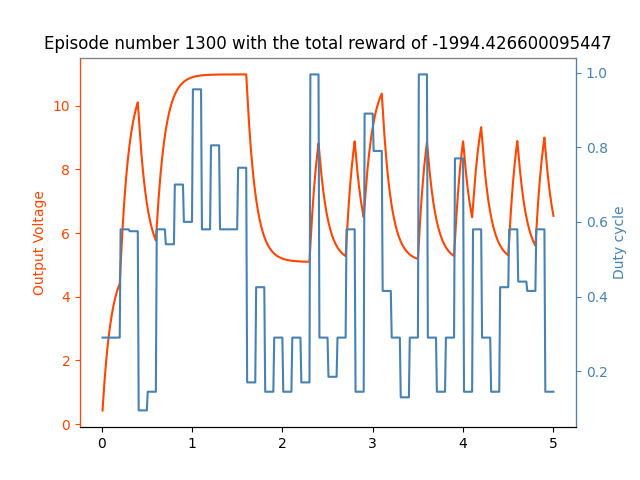 Episode number 1300 with the total reward of -1994.426600095447
Output Voltage
10
8
6
4
2
0
1.0
0.8
0.6
0.4
0.2
Duty cycle
0 1 2 3 4 5